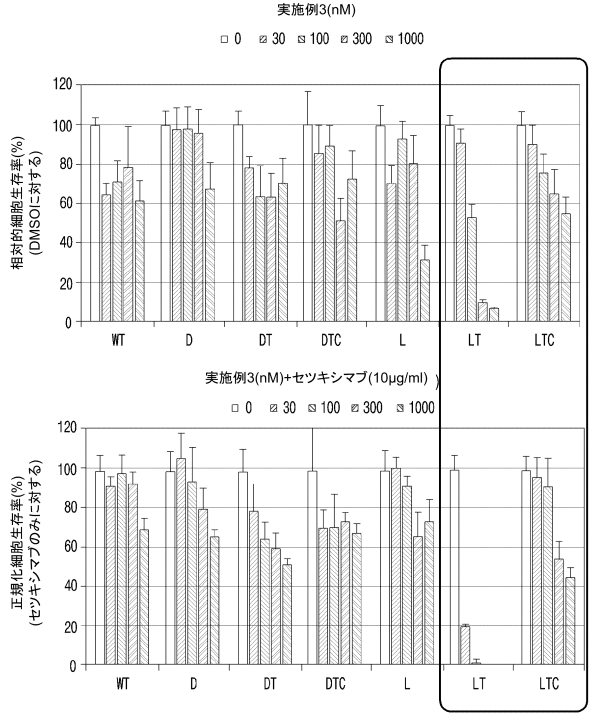 実施例3(nM)
0 30 100 300 1000
相対的細胞生存率(%)
(DMSOに対する)
120
100
80
60
40
20
0
WT D DT DTC L LT LTC
実施例3(nM)+セツキシマブ(10µg/ml) )
0 30 100 300 1000
正規化細胞生存率(%)
(セツキシマブのみに対する)
120
100
80
60
40
20
0
WT D DT DTC L LT LTC